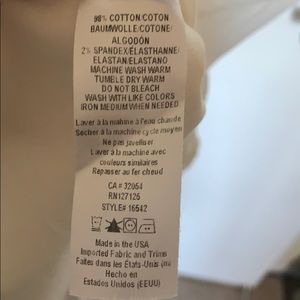 98% COTTON/COTON
BAUMWOLLE/COTONE/
ALGODÓN
2% SPANDEX/ELASTHANNE/
ELASTAN/ELASTANO
MACHINE WASH WARM
TUMBLE DRY WARM
DO NOT BLEACH
WASH WITH LIKE COLORS
IRON MEDIUM WHEN NEEDED
Laver à la machine à l'eau chaude
Sécher à la machine cycle moyen
Ne pas javelliser
Laver à la machine avec
couleurs similaires
Repasser au fer chaud
CA# 32054
RN127125
STYLE# 16542
Made in the USA
Imported Fabric and Trims
Faites dans les États-Unis
Hecho en
Estados Unidos (EEUU)